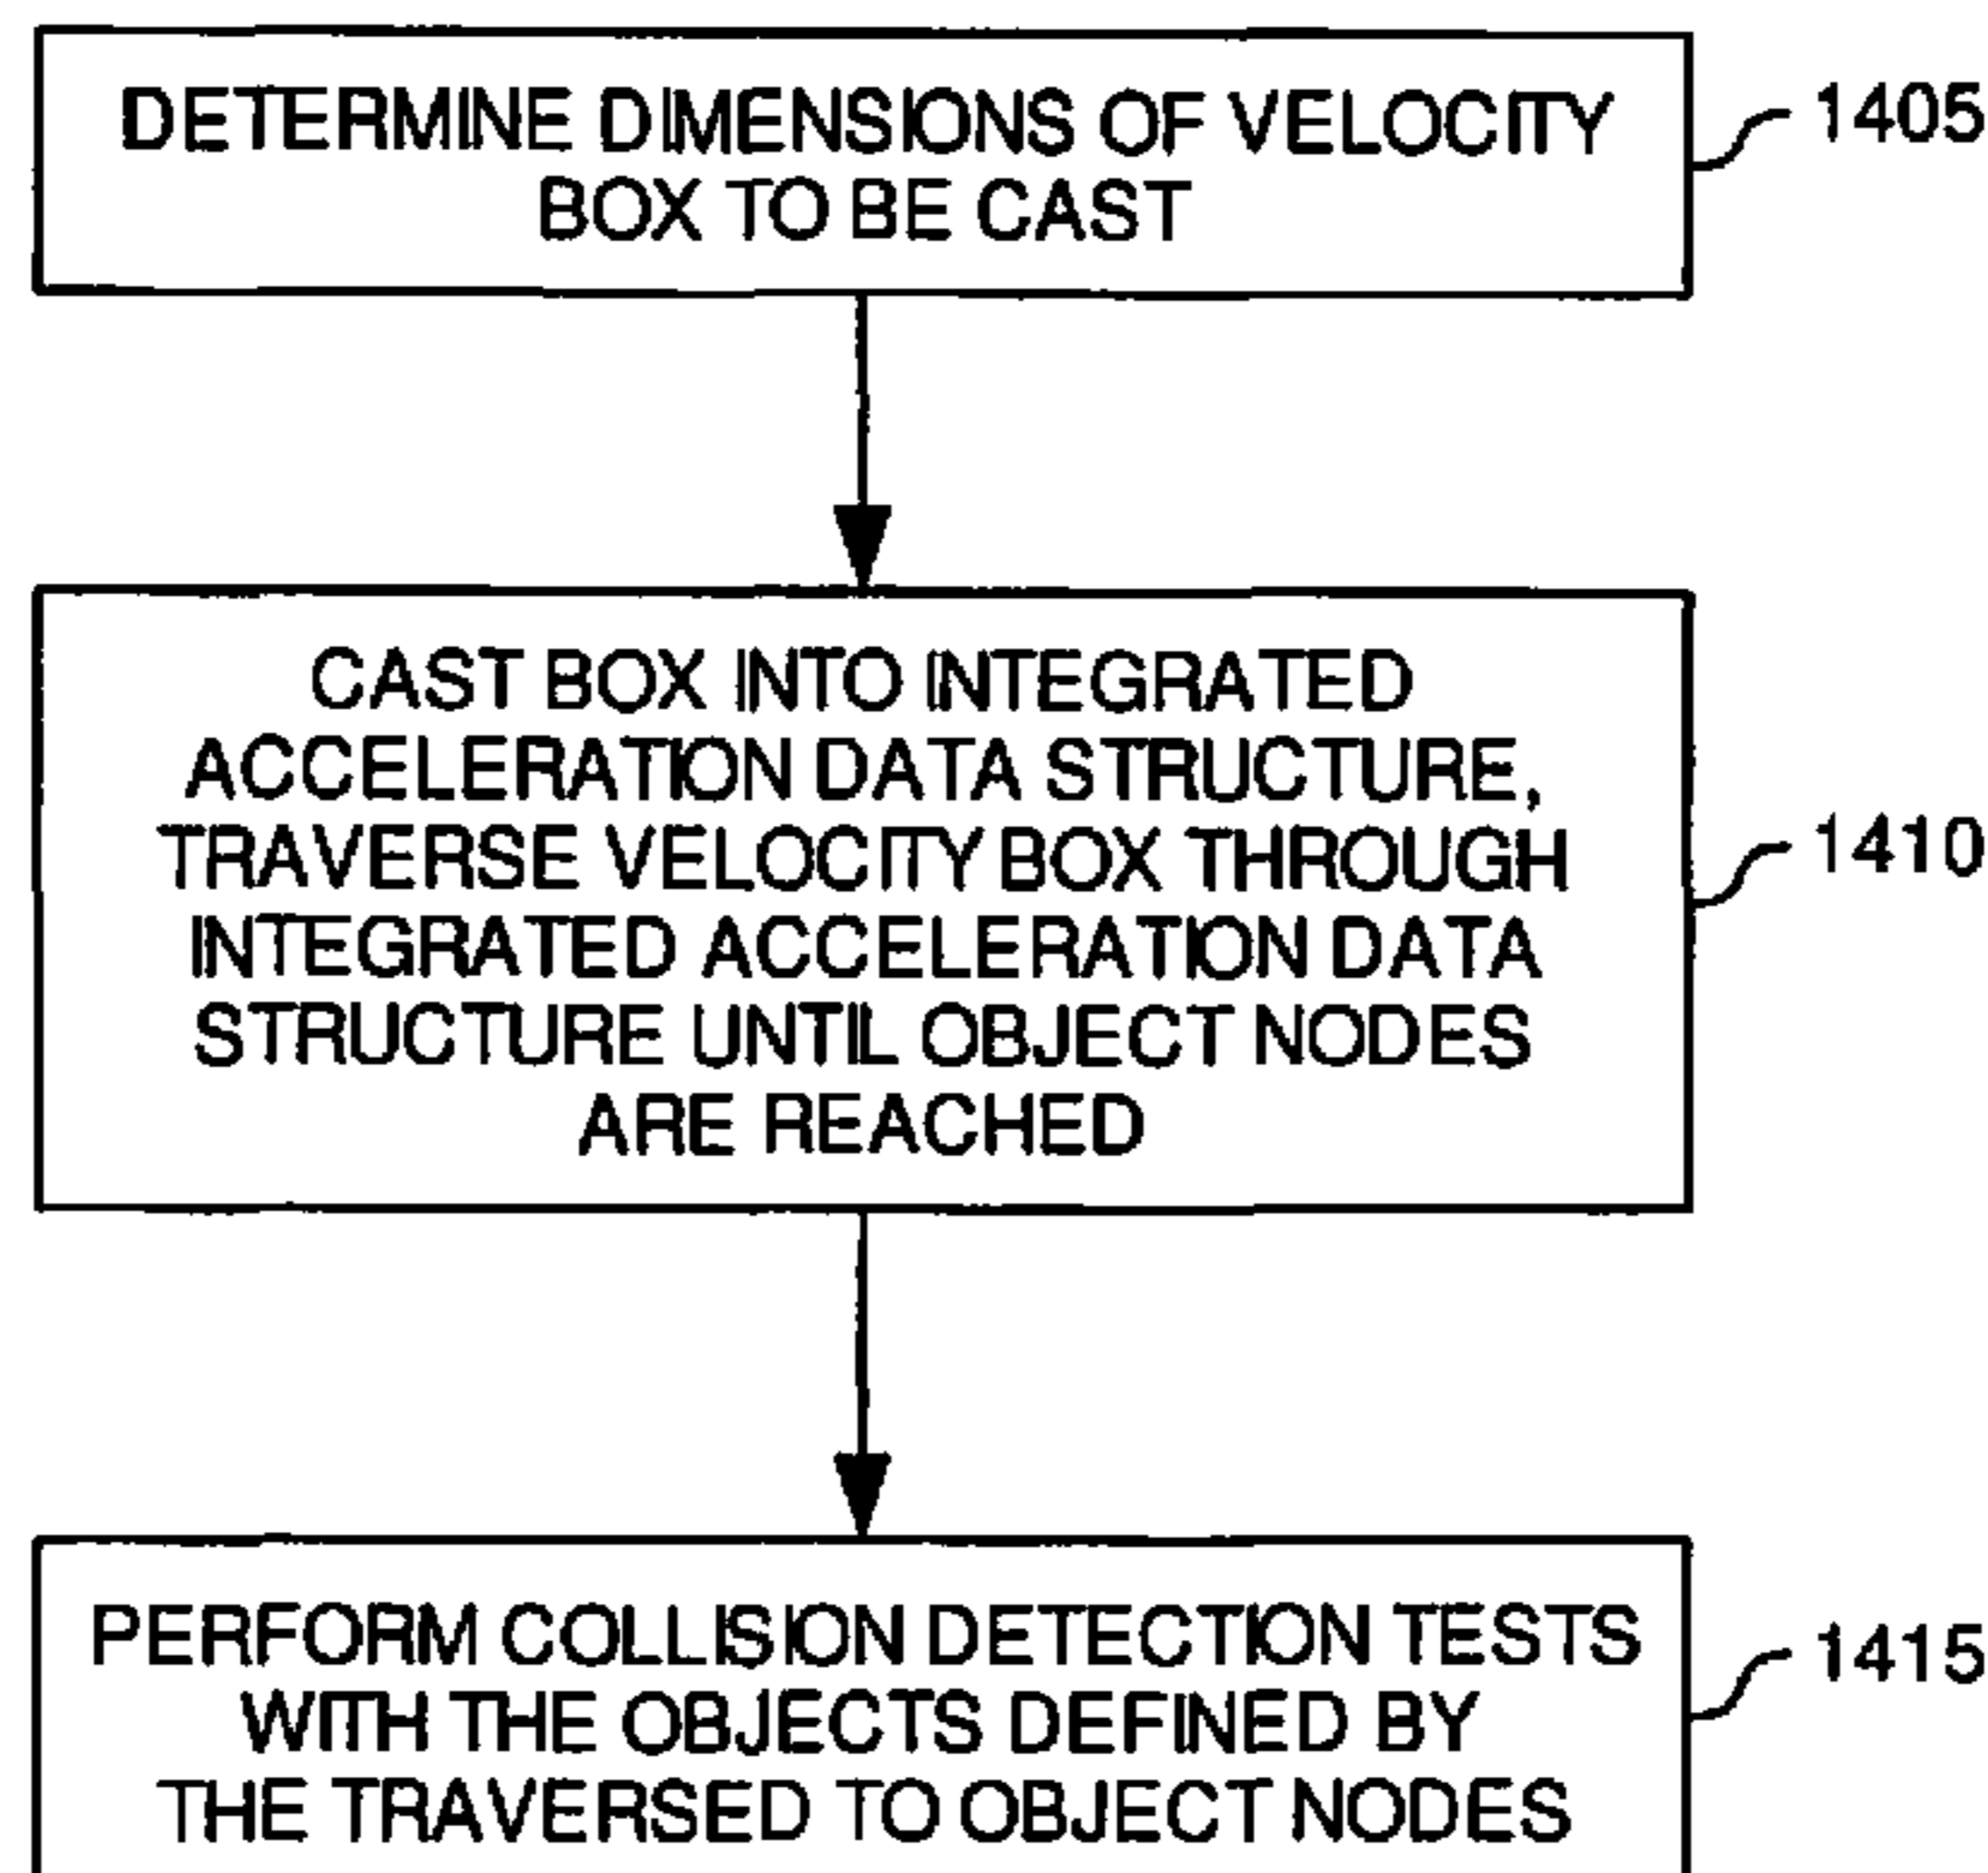 DETERMINE DIMENSIONS OF VELOCITY
BOX TO BE CAST
1405
CAST BOX INTO INTEGRATED
ACCELERATION DATA STRUCTURE,
TRAVERSE VELOCITY BOX THROUGH
INTEGRATED ACCELERATION DATA
STRUCTURE UNTIL OBJECT NODES
ARE REACHED
1410
PERFORM COLLISION DETECTION TESTS
WITH THE OBJECTS DEFINED BY
THE TRAVERSED TO OBJECT NODES
1415